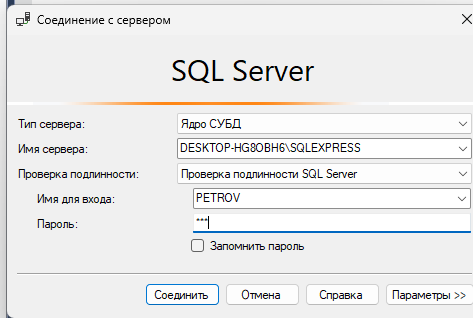 Соединение с сервером
SQL Server
Тип сервера: Ядро СУБД
Имя сервера: DESKTOP-HG8OBH6\SQLEXPRESS
Проверка подлинности: Проверка подлинности SQL Server
Имя для входа: PETROV
Пароль: ***
Запомнить пароль
Соединить Отмена Справка Параметры >>